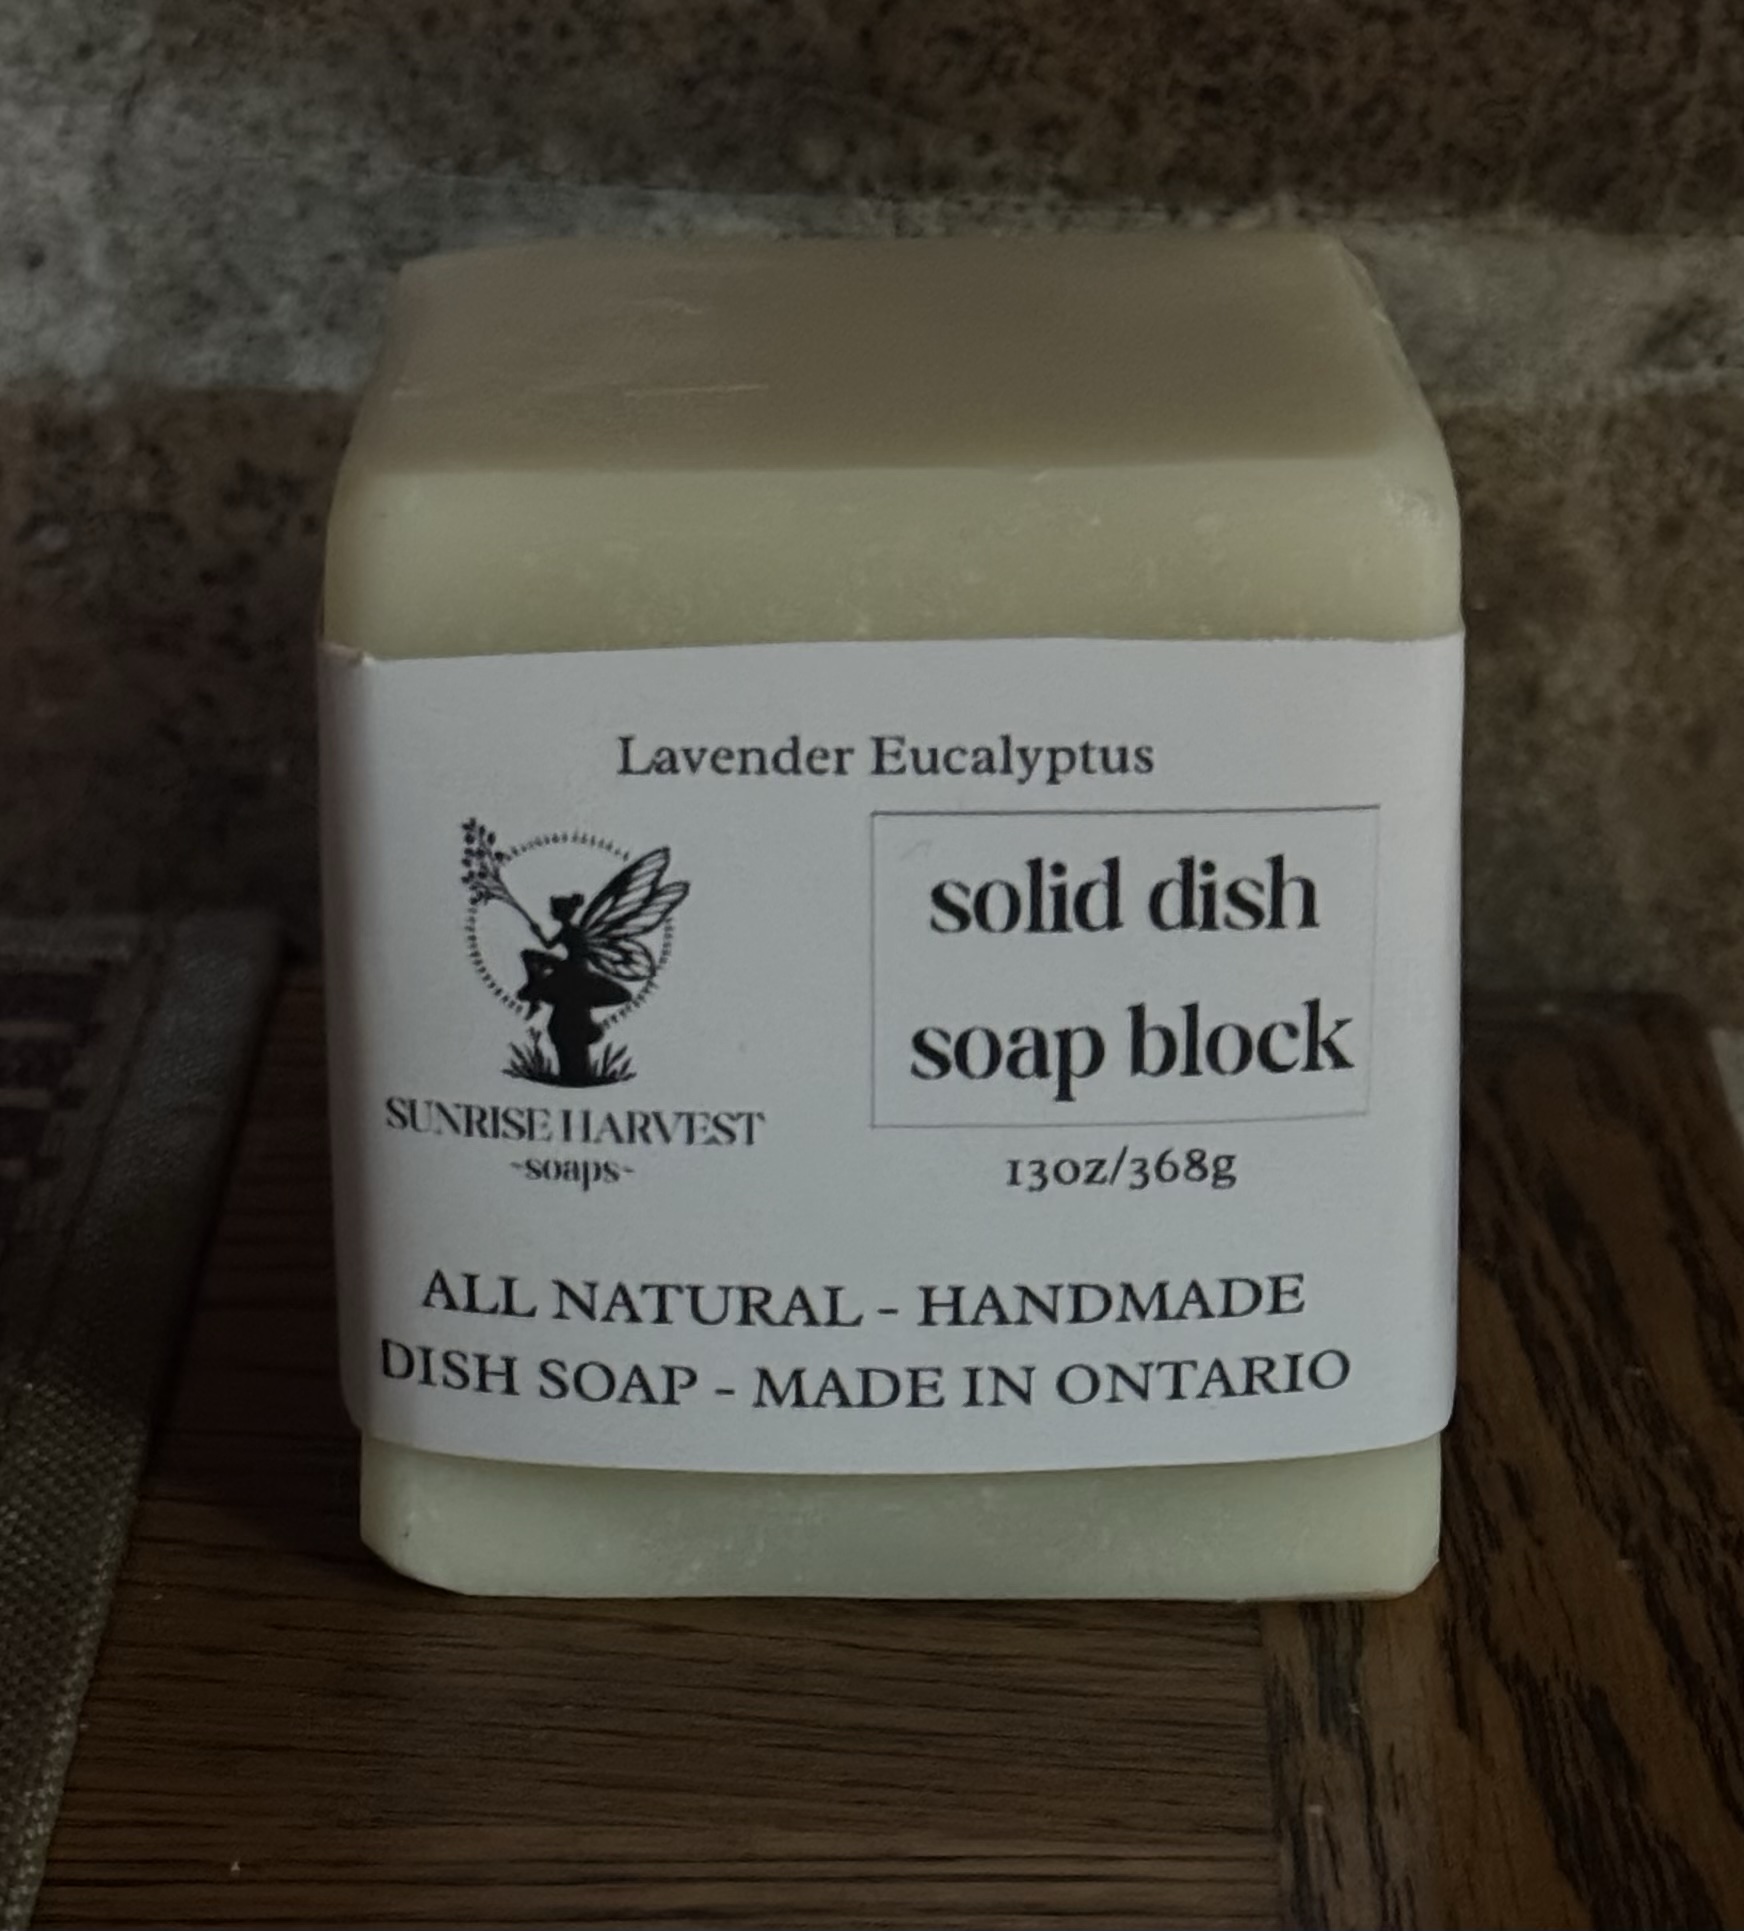 Lavender Eucalyptus
solid dish
soap block
SUNRISE HARVEST
~soaps~
13oz/368g
ALL NATURAL - HANDMADE
DISH SOAP - MADE IN ONTARIO